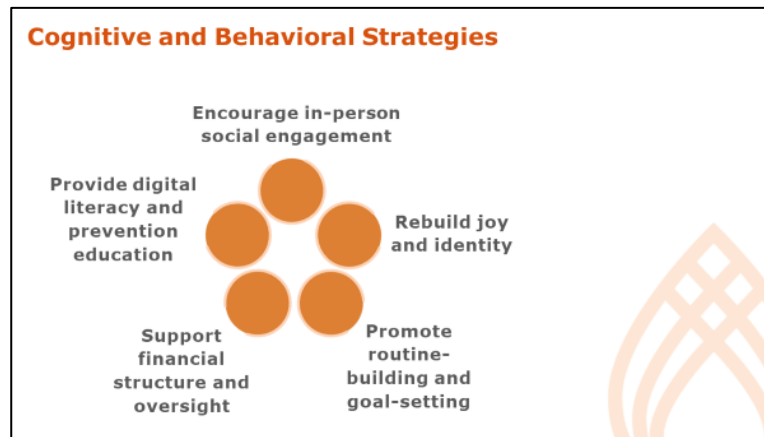 Cognitive and Behavioral Strategies
Encourage in-person
social engagement
Rebuild joy
and identity
Promote
routine-
building and
goal-setting
Support
financial
structure and
oversight
Provide digital
literacy and
prevention
education